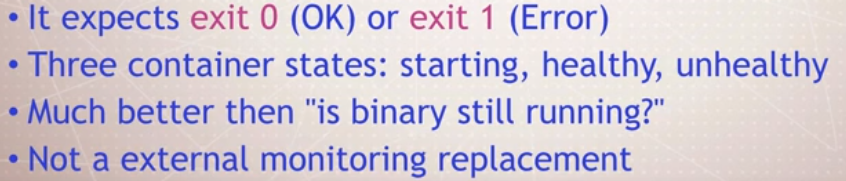 • It expects exit 0 (OK) or exit 1 (Error)
• Three container states: starting, healthy, unhealthy
• Much better then "is binary still running?"
• Not a external monitoring replacement